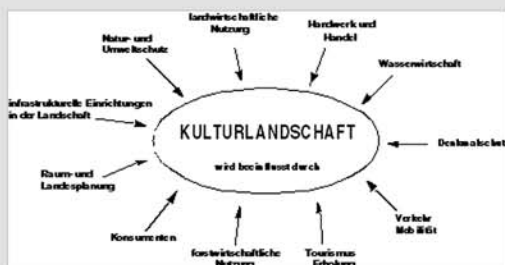 landwirtschaftliche
Nutzung
Handwerk und
Handel
Natur- und
Umweltschutz
Wasserwirtschaft
infrastrukturelle Einrichtungen
in der Landschaft
KULTURLANDSCHAFT
Denkmalschutz
wird beeinflusst durch
Raum- und
Landesplanung
Verkehr
Mobilität
Konsumenten
forstwirtschaftliche
Nutzung
Tourismus
Erholung